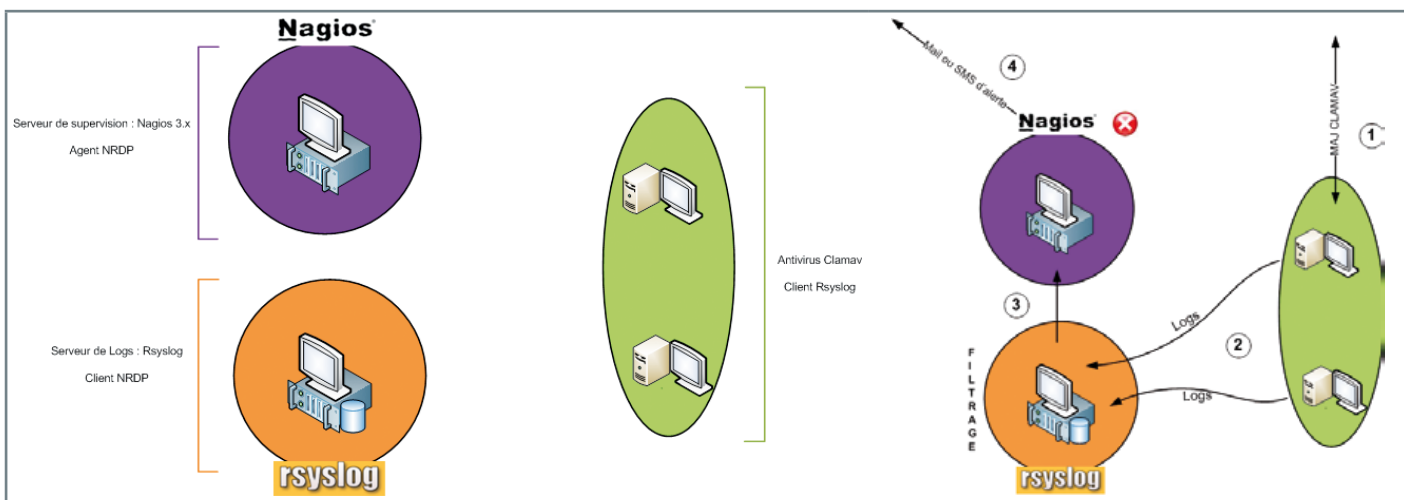 Nagios
Serveur de supervision : Nagios 3.x
Agent NRDP
Serveur de Logs : Rsyslog
Client NRDP
rsyslog
Antivirus Clamav
Client Rsyslog
Mail ou SMS d'alerte
4
Nagios
MAJ CLAMAV
1
3
Logs
2
Logs
FILTRAGE
rsyslog